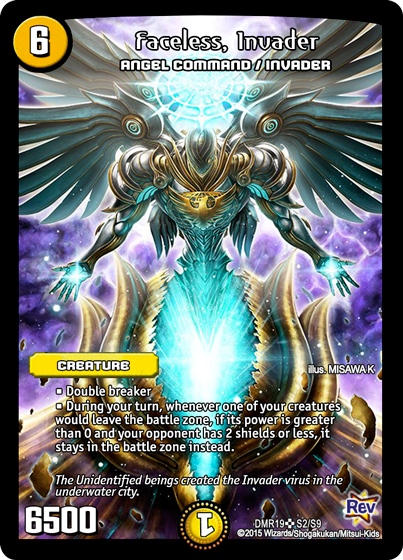 6
Faceless, Invader
ANGEL COMMAND / INVADER
illus. MISAWA K
CREATURE
▪ Double breaker
▪ During your turn, whenever one of your creatures
would leave the battle zone, if its power is greater
than 0 and your opponent has 2 shields or less, it
stays in the battle zone instead.
The Unidentified beings created the Invader virus in the
underwater city.
Rev
6500
1
DMR19 S2/S9
©2015 Wizards/Shogakukan/Mitsui-Kids